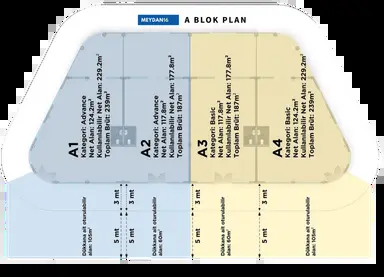 MEYDAN16
A BLOK PLAN
A1
Kategori: Advance
Net Alan: 124.2m²
Kullanılabilir Net Alan: 229.2m²
Toplam Brüt: 239m²
A2
Kategori: Advance
Net Alan: 117.8m²
Kullanılabilir Net Alan: 177.8m²
Toplam Brüt: 187m²
A3
Kategori: Basic
Net Alan: 117.8m²
Kullanılabilir Net Alan: 177.8m²
Toplam Brüt: 187m²
A4
Kategori: Basic
Net Alan: 124.2m²
Kullanılabilir Net Alan: 229.2m²
Toplam Brüt: 239m²
3 mt
3 mt
3 mt
3 mt
5 mt
5 mt
5 mt
5 mt
Dükkana ait oturulabilir
alan: 105m²
Dükkana ait oturulabilir
alan: 60m²
Dükkana ait oturulabilir
alan: 60m²
Dükkana ait oturulabilir
alan: 105m²